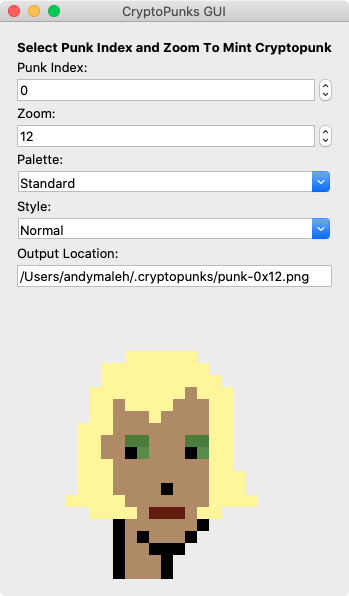 CryptoPunks GUI
Select Punk Index and Zoom To Mint Cryptopunk
Punk Index:
0
Zoom:
12
Palette:
Standard
Style:
Normal
Output Location:
/Users/andymaleh/.cryptopunks/punk-0x12.png